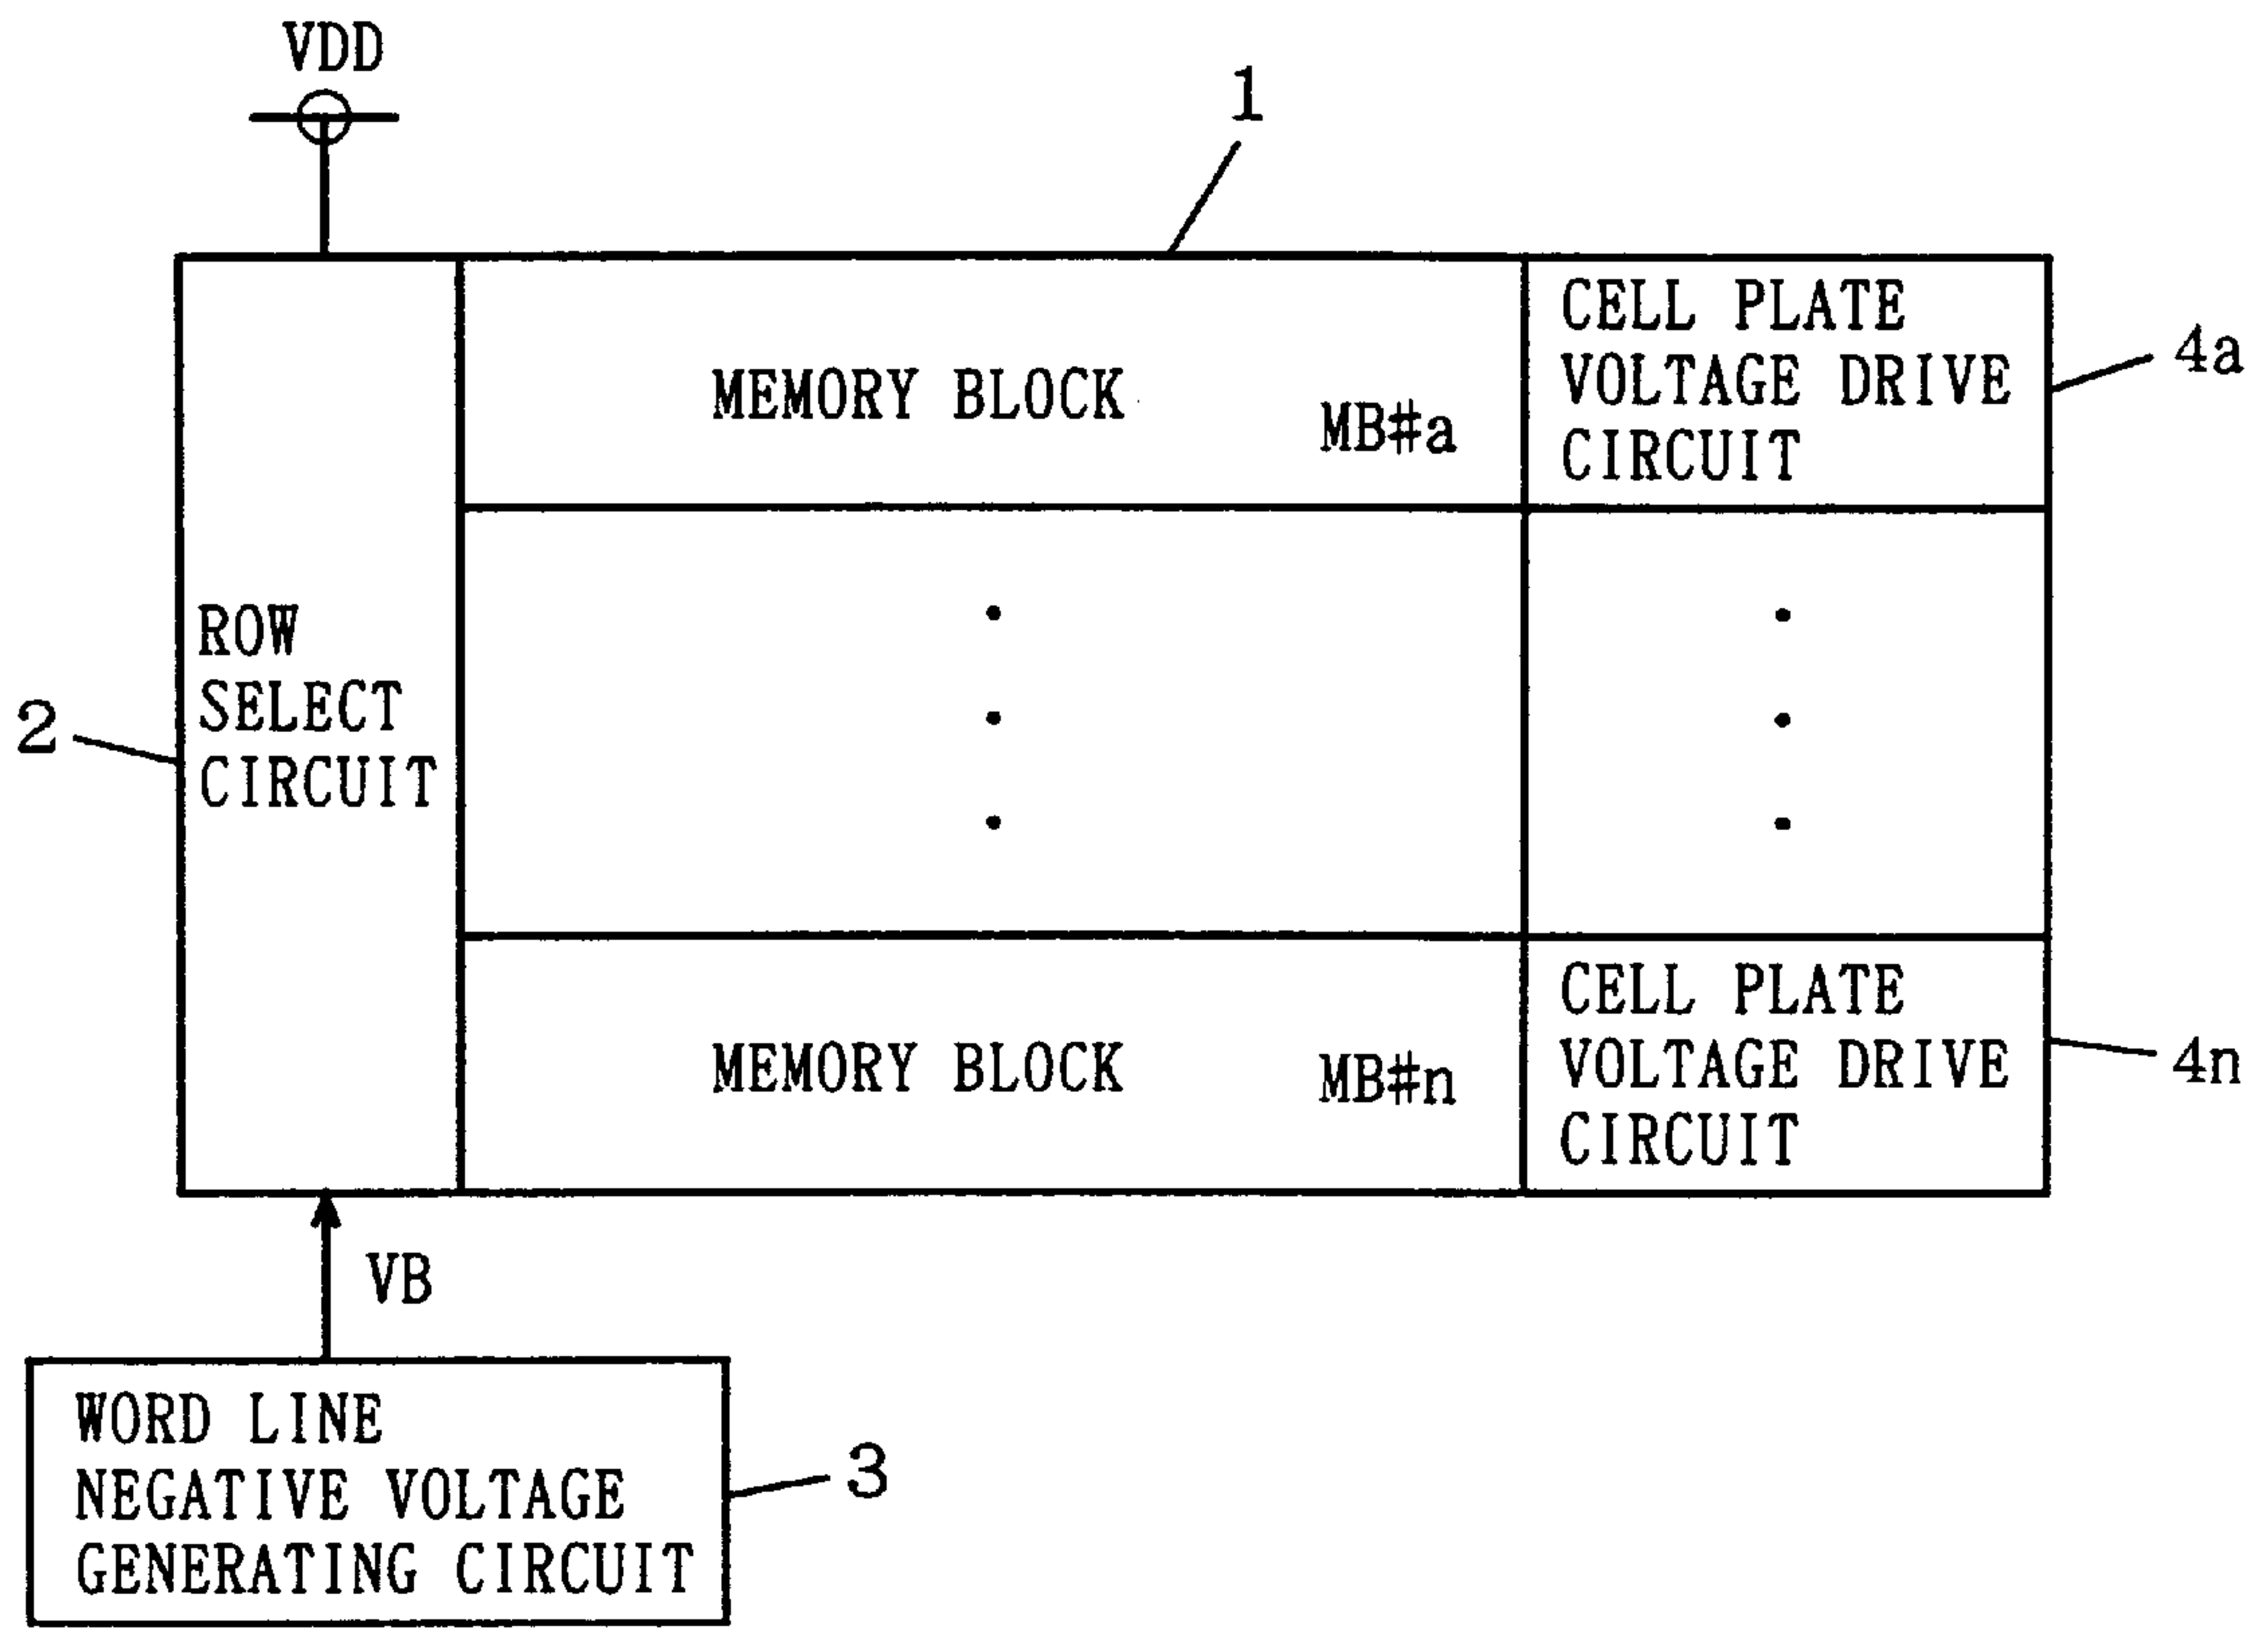 VDD
1
CELL PLATE
VOLTAGE DRIVE
CIRCUIT
4a
MEMORY BLOCK
MB#a
ROW
SELECT
CIRCUIT
2
CELL PLATE
VOLTAGE DRIVE
CIRCUIT
4n
MEMORY BLOCK
MB#n
VB
WORD LINE
NEGATIVE VOLTAGE
GENERATING CIRCUIT
3